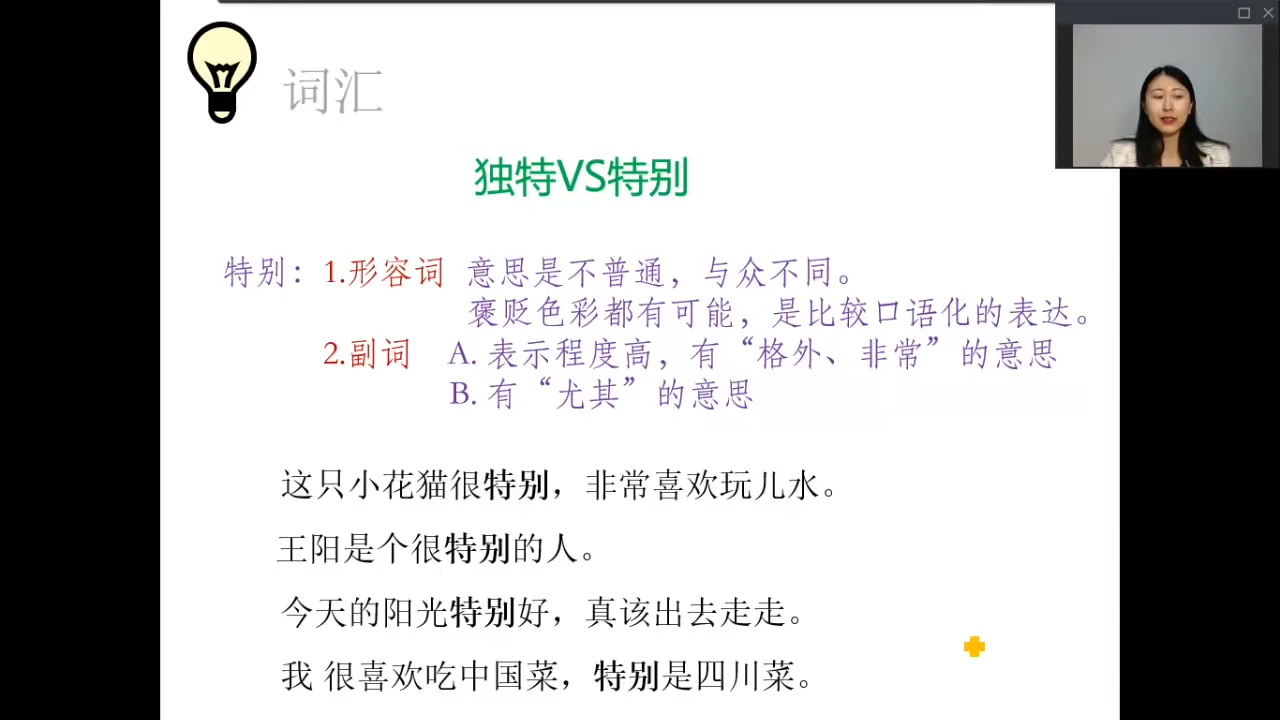 词汇
独特VS特别
特别：1.形容词 意思是不普通，与众不同。
褒贬色彩都有可能，是比较口语化的表达。
2.副词 A. 表示程度高，有“格外、非常”的意思
B. 有“尤其”的意思
这只小花猫很特别，非常喜欢玩儿水。
王阳是个很特别的人。
今天的阳光特别好，真该出去走走。
我 很喜欢吃中国菜，特别是四川菜。